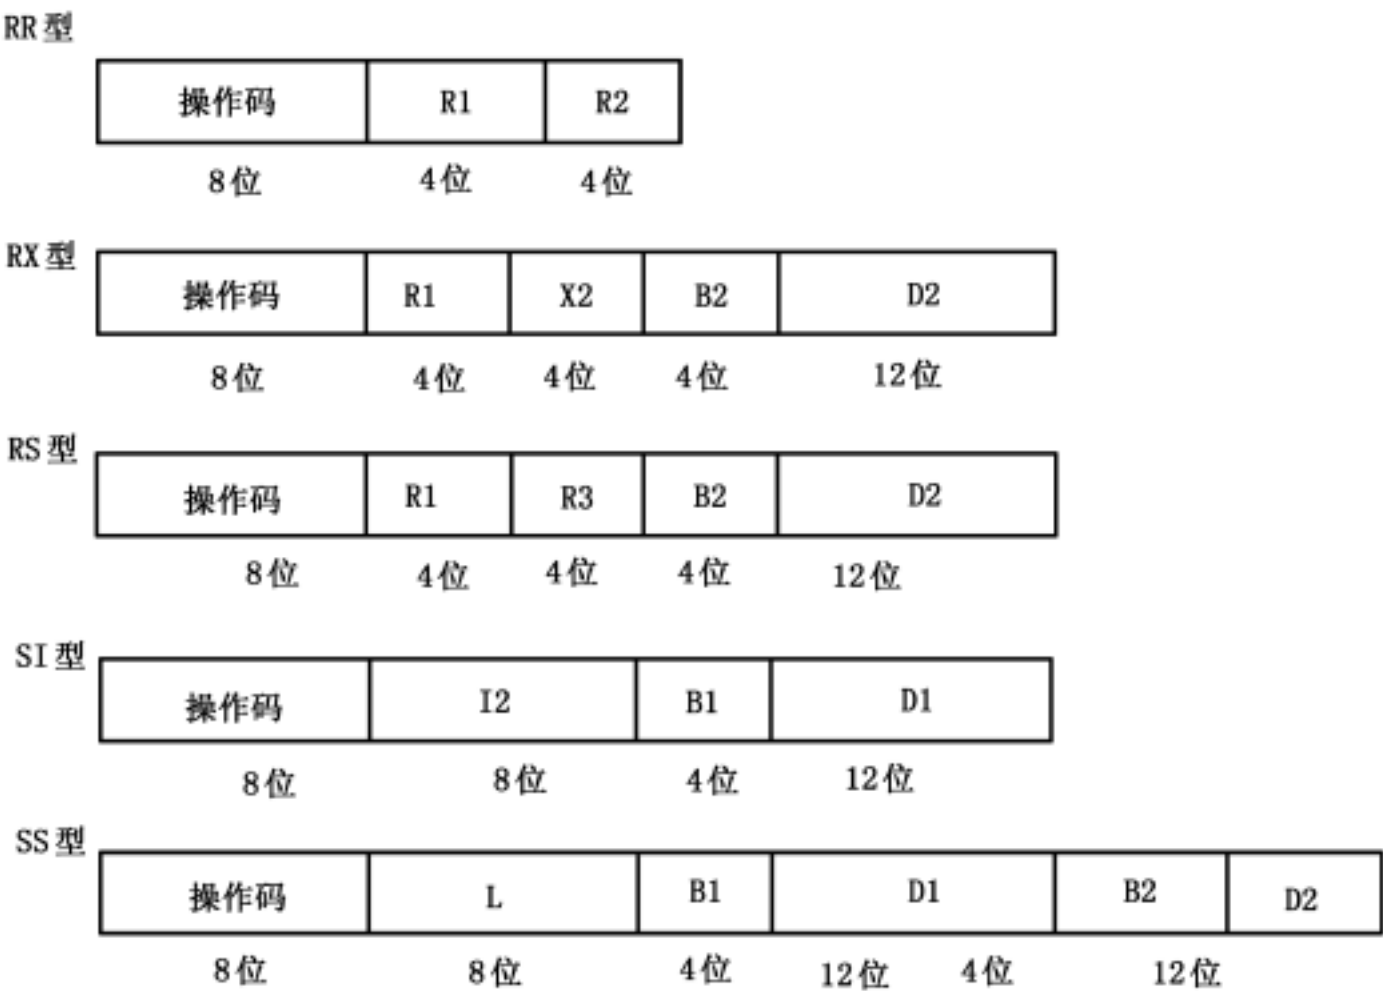 RR型
操作码 R1 R2
8位 4位 4位
RX型
操作码 R1 X2 B2 D2
8位 4位 4位 4位 12位
RS型
操作码 R1 R3 B2 D2
8位 4位 4位 4位 12位
SI型
操作码 I2 B1 D1
8位 8位 4位 12位
SS型
操作码 L B1 D1 B2 D2
8位 8位 4位 12位 4位 12位